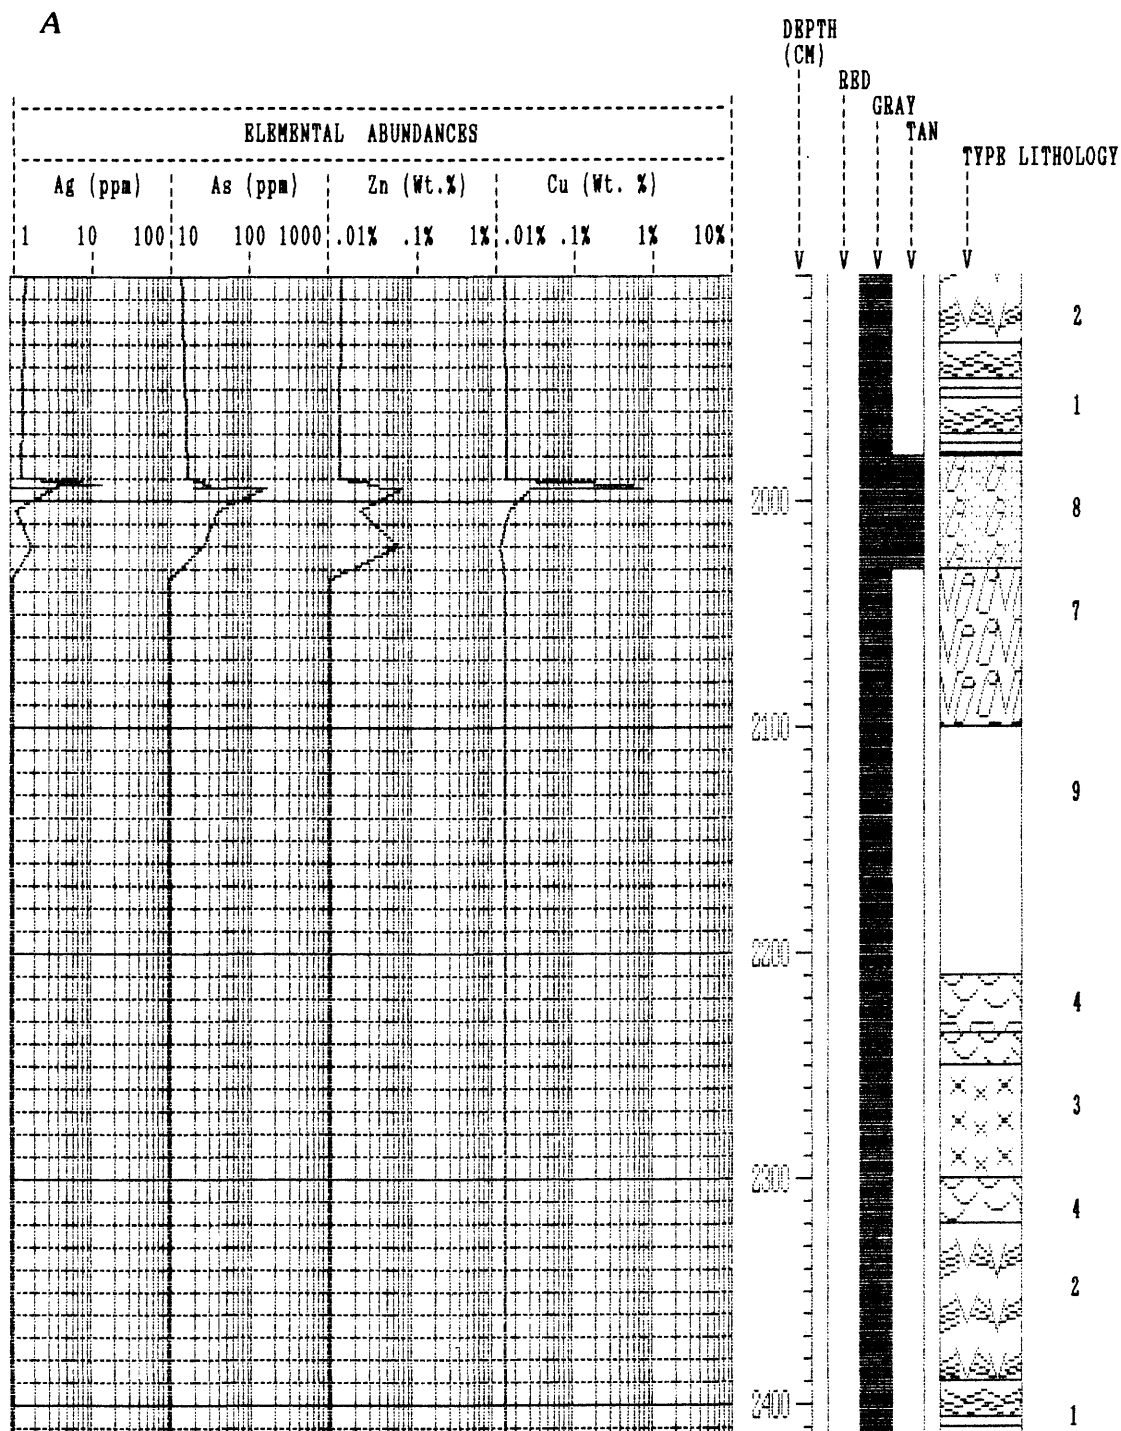 A
DEPTH
(CM)
RED
GRAY
TAN
TYPE LITHOLOGY
ELEMENTAL ABUNDANCES
Ag (ppm) As (ppm) Zn (Wt.%) Cu (Wt. %)
1 10 100 10 100 1000 .01% .1% 1% .01% .1% 1% 10%
2
1
2000
8
7
2100
9
2200
4
3
2300
4
2
2400
1